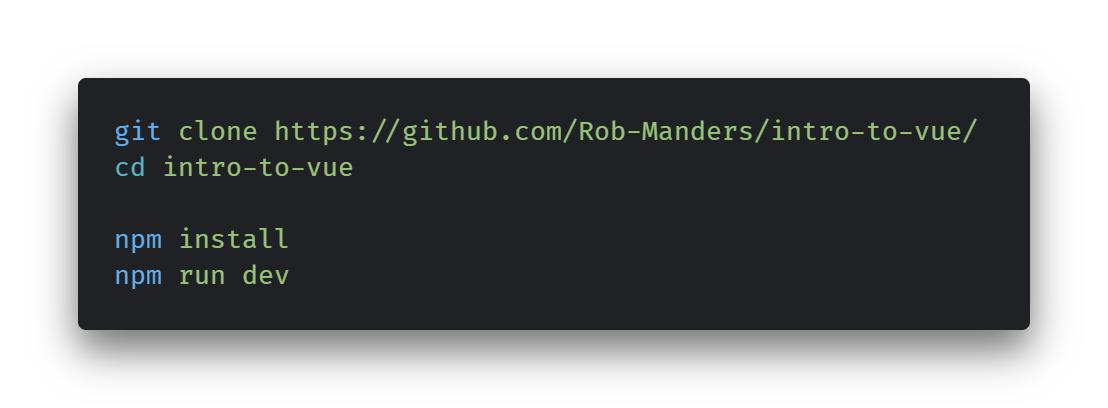 git clone https://github.com/Rob-Manders/intro-to-vue/
cd intro-to-vue
npm install
npm run dev